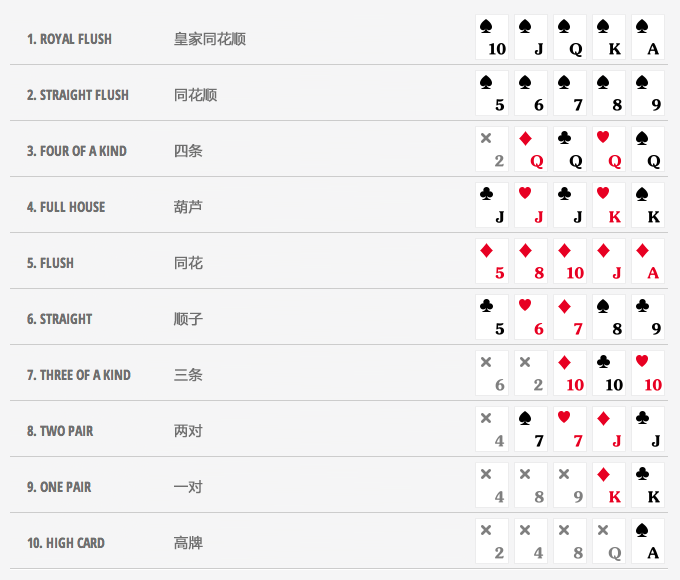 1. ROYAL FLUSH 皇家同花顺 10 J Q K A
2. STRAIGHT FLUSH 同花顺 5 6 7 8 9
3. FOUR OF A KIND 四条 2 Q Q Q Q
4. FULL HOUSE 葫芦 J J J K K
5. FLUSH 同花 5 8 10 J A
6. STRAIGHT 顺子 5 6 7 8 9
7. THREE OF A KIND 三条 6 2 10 10 10
8. TWO PAIR 两对 4 7 7 J J
9. ONE PAIR 一对 4 8 9 K K
10. HIGH CARD 高牌 2 4 8 Q A